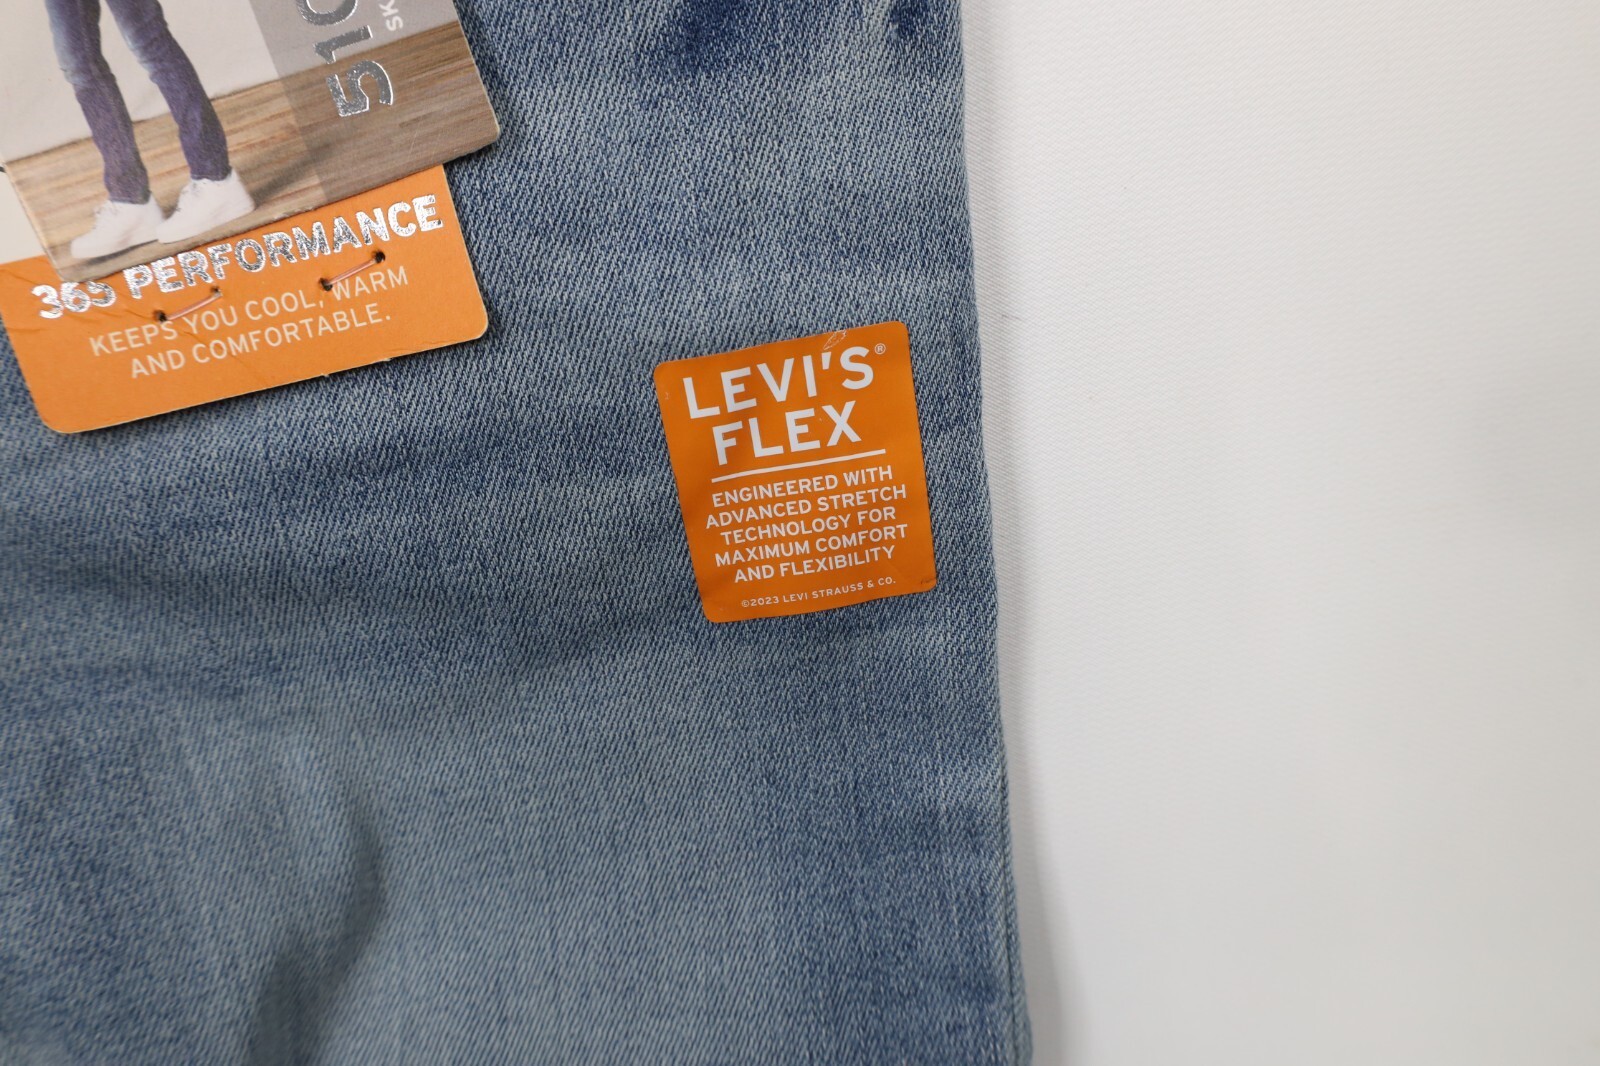 510
SK
365 PERFORMANCE
KEEPS YOU COOL, WARM
AND COMFORTABLE.
LEVI'S®
FLEX
ENGINEERED WITH
ADVANCED STRETCH
TECHNOLOGY FOR
MAXIMUM COMFORT
AND FLEXIBILITY
©2023 LEVI STRAUSS & CO.